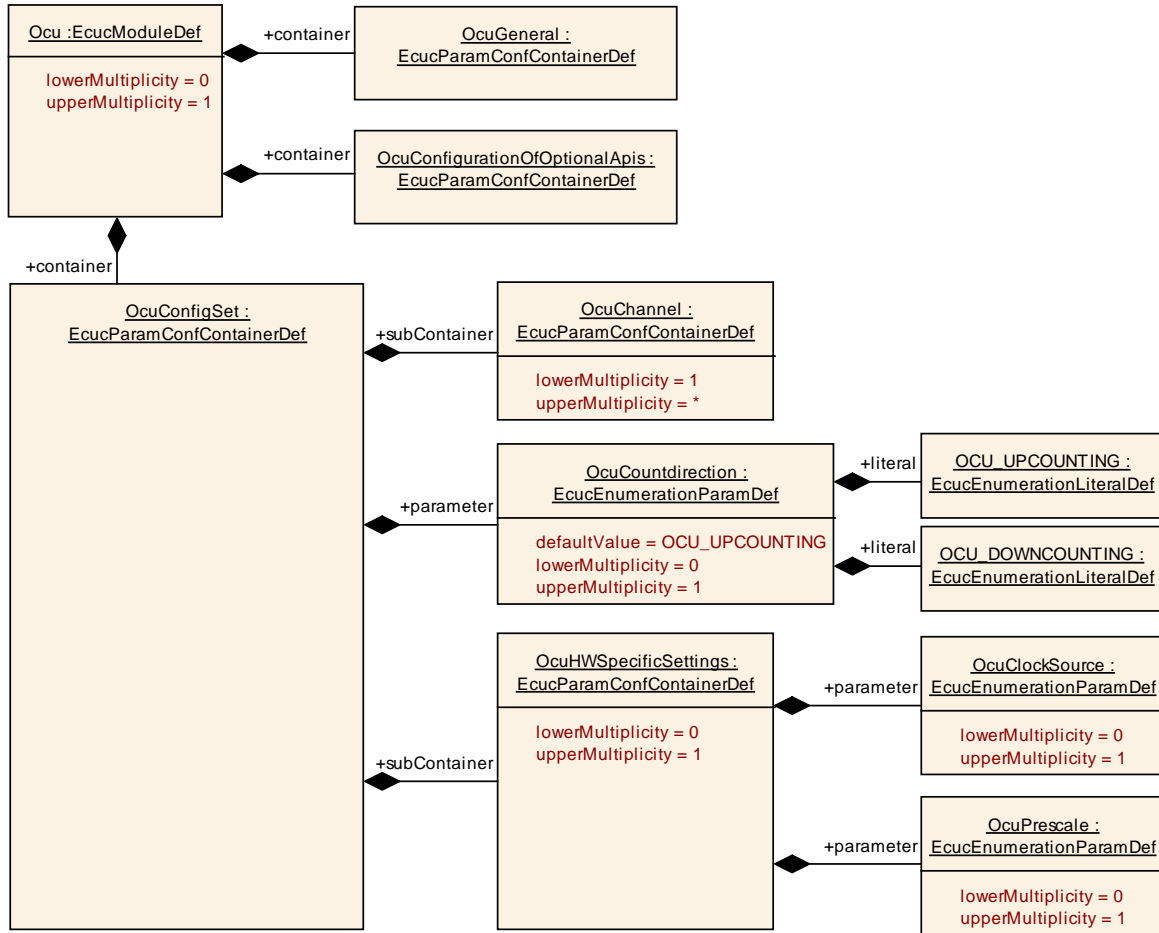 Ocu :EcucModuleDef
lowerMultiplicity = 0
upperMultiplicity = 1
+container
OcuGeneral :
EcucParamConfContainerDef
+container
OcuConfigurationOfOptionalApis :
EcucParamConfContainerDef
+container
OcuConfigSet :
EcucParamConfContainerDef
+subContainer
OcuChannel :
EcucParamConfContainerDef
lowerMultiplicity = 1
upperMultiplicity = *
+parameter
OcuCountdirection :
EcucEnumerationParamDef
defaultValue = OCU_UPCOUNTING
lowerMultiplicity = 0
upperMultiplicity = 1
+literal
OCU_UPCOUNTING :
EcucEnumerationLiteralDef
+literal
OCU_DOWNCOUNTING :
EcucEnumerationLiteralDef
+subContainer
OcuHWSpecificSettings :
EcucParamConfContainerDef
lowerMultiplicity = 0
upperMultiplicity = 1
+parameter
OcuClockSource :
EcucEnumerationParamDef
lowerMultiplicity = 0
upperMultiplicity = 1
+parameter
OcuPrescale :
EcucEnumerationParamDef
lowerMultiplicity = 0
upperMultiplicity = 1